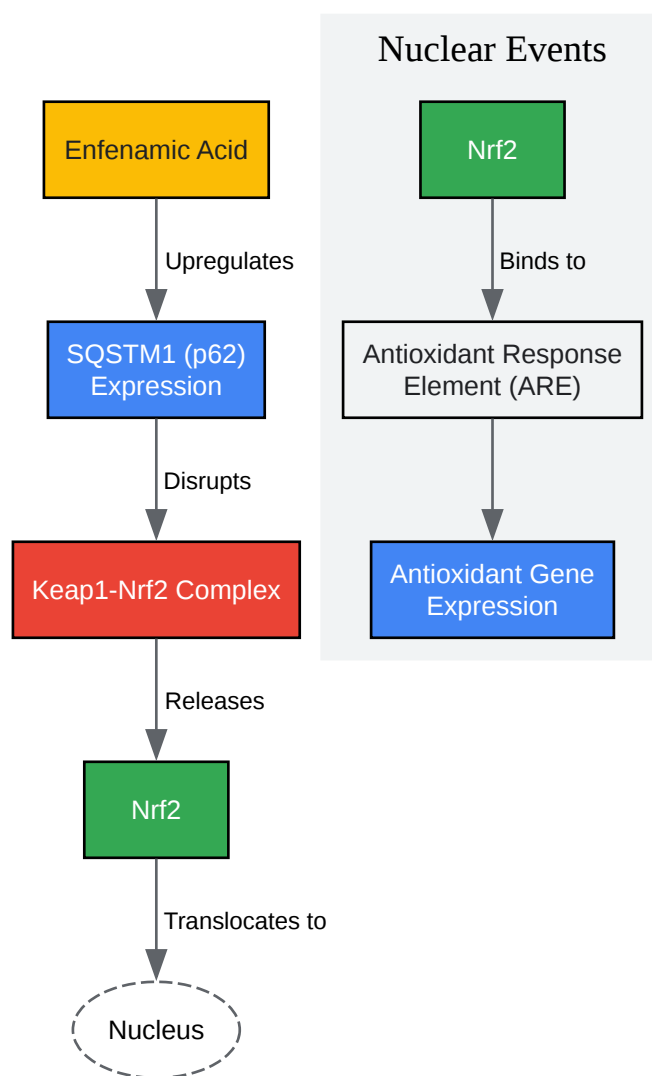 Enfenamic Acid
Upregulates
SQSTM1 (p62)
Expression
Disrupts
Keap1-Nrf2 Complex
Releases
Nrf2
Translocates to
Nucleus
Nuclear Events
Nrf2
Binds to
Antioxidant Response
Element (ARE)
Antioxidant Gene
Expression